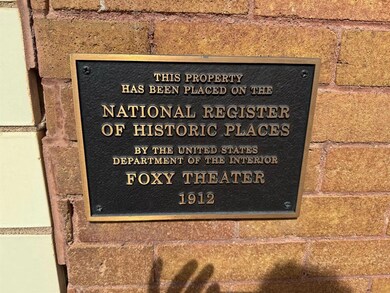 THIS PROPERTY
HAS BEEN PLACED ON THE
NATIONAL REGISTER
OF HISTORIC PLACES
BY THE UNITED STATES
DEPARTMENT OF THE INTERIOR
FOXY THEATER
1912